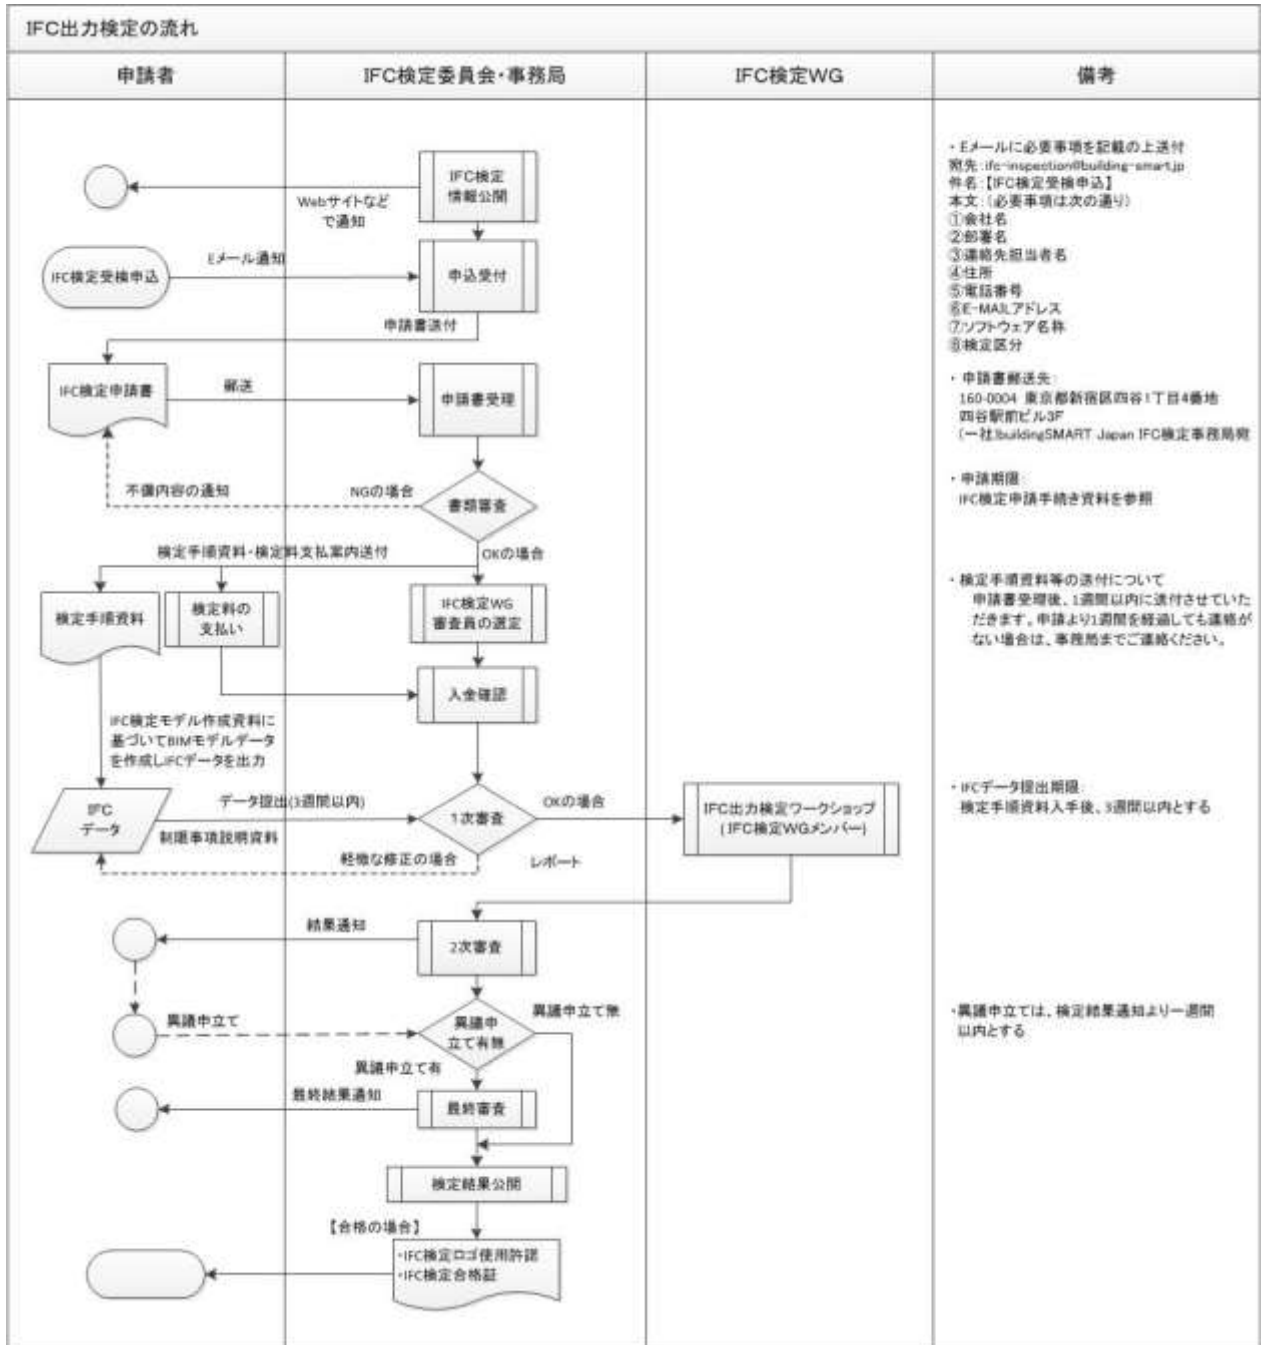 IFC出力検定の流れ
申請者
IFC検定委員会・事務局
IFC検定WG
備考
IFC検定
情報公開
Webサイトなど
で通知
IFC検定受検申込
Eメール通知
申込受付
申請書送付
IFC検定申請書
郵送
申請書受理
不備内容の通知
NGの場合
書類審査
検定手順資料・検定料支払案内送付
OKの場合
検定手順資料
検定料の
支払い
IFC検定WG
審査員の選定
入金確認
IFC検定モデル作成資料に
基づいてBIMモデルデータ
を作成しIFCデータを出力
IFC
データ
データ提出(3週間以内)
制限事項説明資料
1次審査
OKの場合
IFC出力検定ワークショップ
(IFC検定WGメンバー)
軽微な修正の場合
レポート
結果通知
2次審査
異議申立て
異議申
立て有無
異議申立て無
異議申立て有
最終結果通知
最終審査
検定結果公開
【合格の場合】
・IFC検定ロゴ使用許諾
・IFC検定合格証
・Eメールに必要事項を記載の上送付
宛先:ifc-inspection@building-smart.jp
件名:【IFC検定受検申込】
本文:(必要事項は次の通り)
①会社名
②部署名
③連絡先担当者名
④住所
⑤電話番号
⑥E-MAILアドレス
⑦ソフトウェア名称
⑧検定区分
・申請書郵送先:
160-0004 東京都新宿区四谷1丁目4番地
四谷駅前ビル3F
(一社)buildingSMART Japan IFC検定事務局宛
・申請期限:
IFC検定申請手続き資料を参照
・検定手順資料等の送付について
申請書受理後、1週間以内に送付させていた
だきます。申請より1週間を経過しても連絡が
ない場合は、事務局までご連絡ください。
・IFCデータ提出期限:
検定手順資料入手後、3週間以内とする
・異議申立ては、検定結果通知より一週間
以内とする